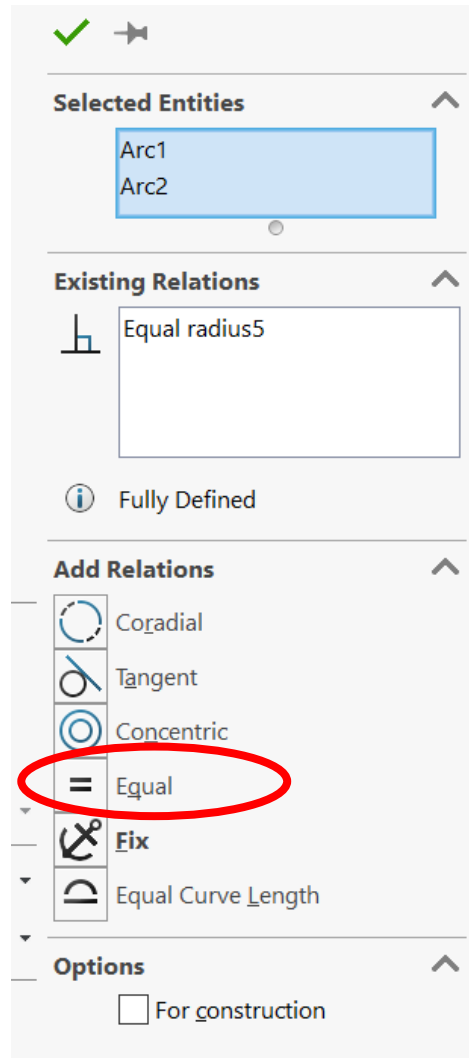 Selected Entities
Arc1
Arc2
Existing Relations
Equal radius5
Fully Defined
Add Relations
Coradial
Tangent
Concentric
Equal
Fix
Equal Curve Length
Options
For construction